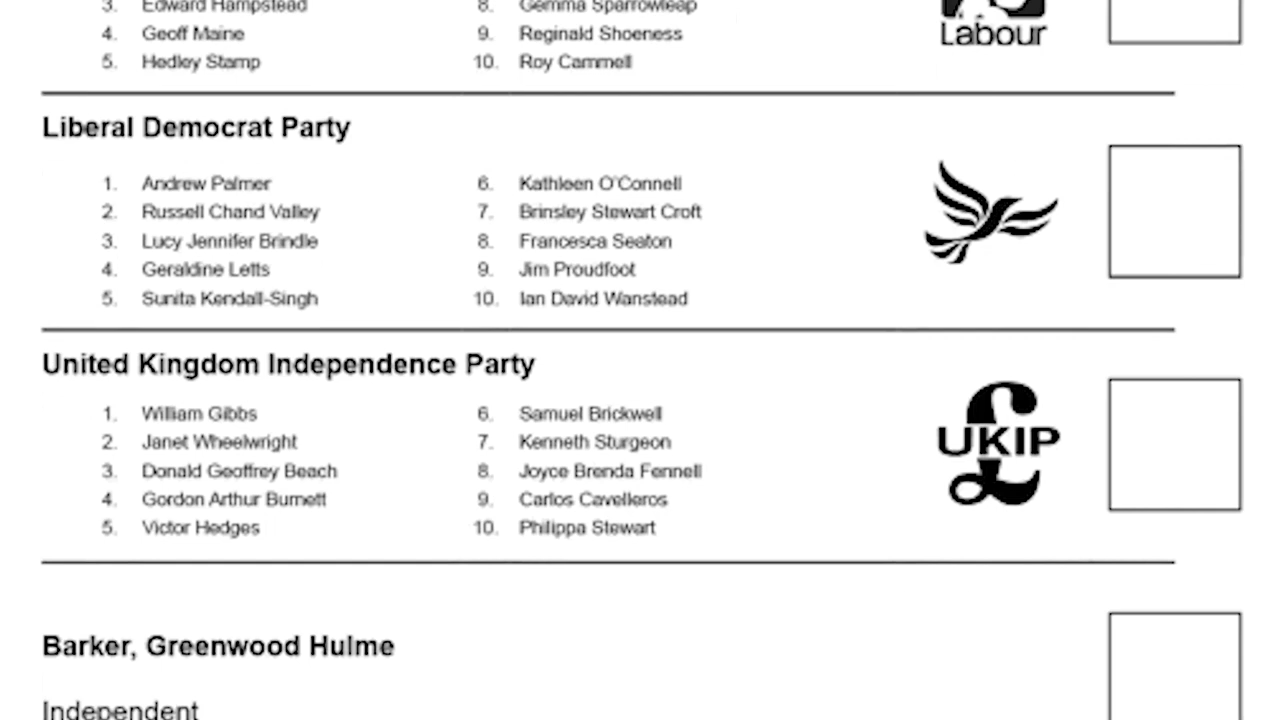 3. Edward Hampstead 8. Gemma Sparrowleap
4. Geoff Maine 9. Reginald Shoeness
5. Hedley Stamp 10. Roy Cammell
Labour
Liberal Democrat Party
1. Andrew Palmer 6. Kathleen O'Connell
2. Russell Chand Valley 7. Brinsley Stewart Croft
3. Lucy Jennifer Brindle 8. Francesca Seaton
4. Geraldine Letts 9. Jim Proudfoot
5. Sunita Kendall-Singh 10. Ian David Wanstead
United Kingdom Independence Party
1. William Gibbs 6. Samuel Brickwell
2. Janet Wheelwright 7. Kenneth Sturgeon
3. Donald Geoffrey Beach 8. Joyce Brenda Fennell
4. Gordon Arthur Burnett 9. Carlos Cavelleros
5. Victor Hedges 10. Philippa Stewart
UKIP
Barker, Greenwood Hulme
Independent